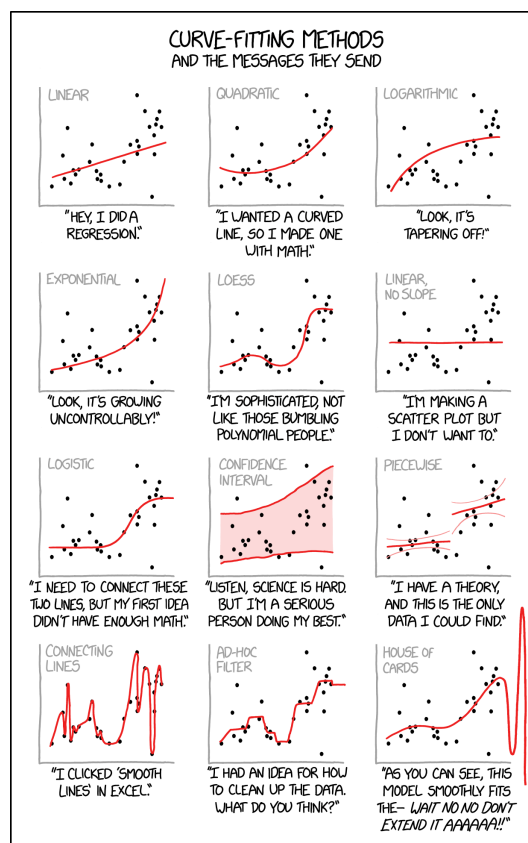 CURVE-FITTING METHODS
AND THE MESSAGES THEY SEND
LINEAR
"HEY, I DID A
REGRESSION."
QUADRATIC
"I WANTED A CURVED
LINE, SO I MADE ONE
WITH MATH."
LOGARITHMIC
"LOOK, IT'S
TAPERING OFF!"
EXPONENTIAL
"LOOK, IT'S GROWING
UNCONTROLLABLY!"
LOESS
"I'M SOPHISTICATED, NOT
LIKE THOSE BUMBLING
POLYNOMIAL PEOPLE."
LINEAR,
NO SLOPE
"I'M MAKING A
SCATTER PLOT BUT
I DON'T WANT TO."
LOGISTIC
"I NEED TO CONNECT THESE
TWO LINES, BUT MY FIRST IDEA
DIDN'T HAVE ENOUGH MATH."
CONFIDENCE
INTERVAL
"LISTEN, SCIENCE IS HARD.
BUT I'M A SERIOUS
PERSON DOING MY BEST."
PIECEWISE
"I HAVE A THEORY,
AND THIS IS THE ONLY
DATA I COULD FIND."
CONNECTING
LINES
"I CLICKED 'SMOOTH
LINES' IN EXCEL."
AD-HOC
FILTER
"I HAD AN IDEA FOR HOW
TO CLEAN UP THE DATA.
WHAT DO YOU THINK?"
HOUSE OF
CARDS
"AS YOU CAN SEE, THIS
MODEL SMOOTHLY FITS
THE- WAIT NO NO DON'T
EXTEND IT AAAAAA!!"